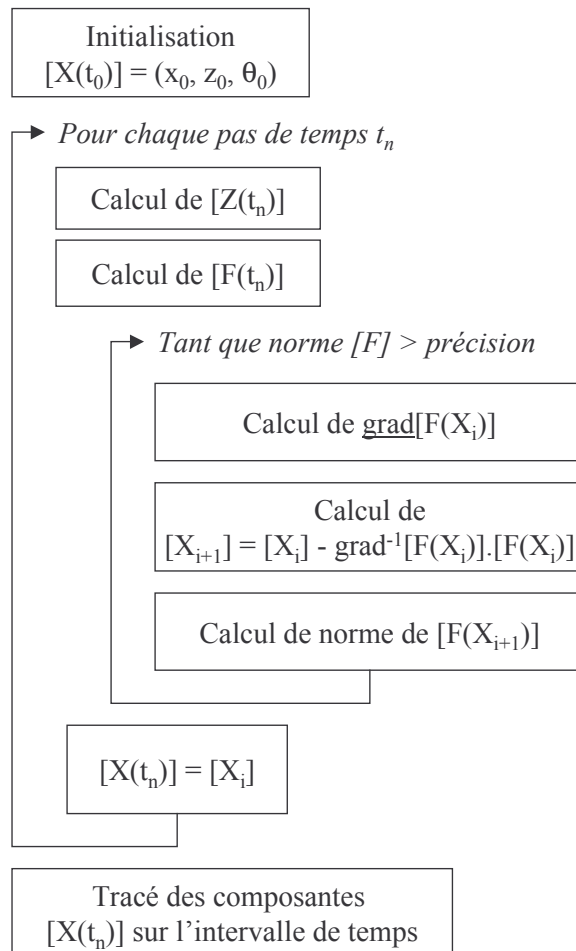 Initialisation
[X(t₀)] = (x₀, z₀, θ₀)
Pour chaque pas de temps tₙ
Calcul de [Z(tₙ)]
Calcul de [F(tₙ)]
Tant que norme [F] > précision
Calcul de grad[F(Xᵢ)]
Calcul de
[Xᵢ₊₁] = [Xᵢ] - grad⁻¹[F(Xᵢ)].[F(Xᵢ)]
Calcul de norme de [F(Xᵢ₊₁)]
[X(tₙ)] = [Xᵢ]
Tracé des composantes
[X(tₙ)] sur l'intervalle de temps